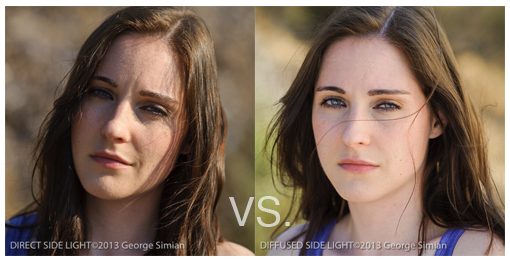 VS.
DIRECT SIDE LIGHT©2013 George Simian
DIFFUSED SIDE LIGHT©2013 George Simian